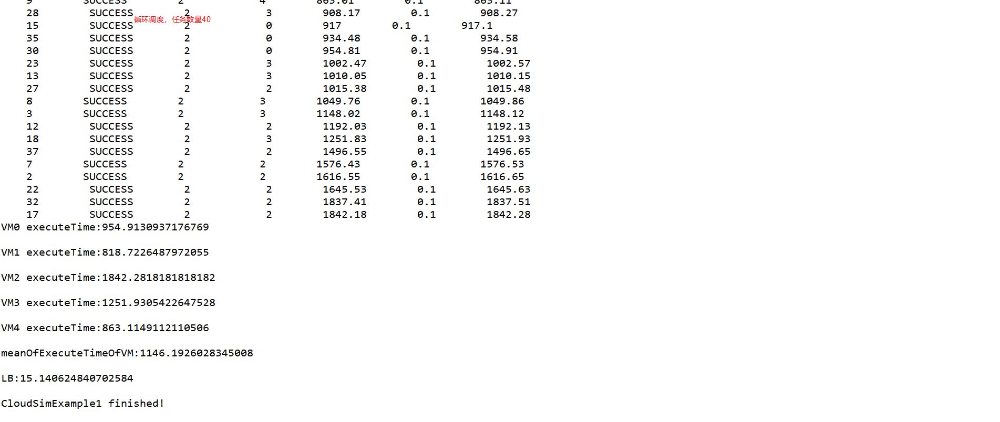 9 SUCCESS 2 4 863.01 0.1 863.11
28 SUCCESS 2 3 908.17 0.1 908.27
循环调度，任务数量40
15 SUCCESS 2 0 917 0.1 917.1
35 SUCCESS 2 0 934.48 0.1 934.58
30 SUCCESS 2 0 954.81 0.1 954.91
23 SUCCESS 2 3 1002.47 0.1 1002.57
13 SUCCESS 2 3 1010.05 0.1 1010.15
27 SUCCESS 2 2 1015.38 0.1 1015.48
8 SUCCESS 2 3 1049.76 0.1 1049.86
3 SUCCESS 2 3 1148.02 0.1 1148.12
12 SUCCESS 2 2 1192.03 0.1 1192.13
18 SUCCESS 2 3 1251.83 0.1 1251.93
37 SUCCESS 2 2 1496.55 0.1 1496.65
7 SUCCESS 2 2 1576.43 0.1 1576.53
2 SUCCESS 2 2 1616.55 0.1 1616.65
22 SUCCESS 2 2 1645.53 0.1 1645.63
32 SUCCESS 2 2 1837.41 0.1 1837.51
17 SUCCESS 2 2 1842.18 0.1 1842.28
VM0 executeTime:954.9130937176769
VM1 executeTime:818.7226487972055
VM2 executeTime:1842.2818181818182
VM3 executeTime:1251.9305422647528
VM4 executeTime:863.1149112110506
meanOfExecuteTimeOfVM:1146.1926028345008
LB:15.140624840702584
CloudSimExample1 finished!